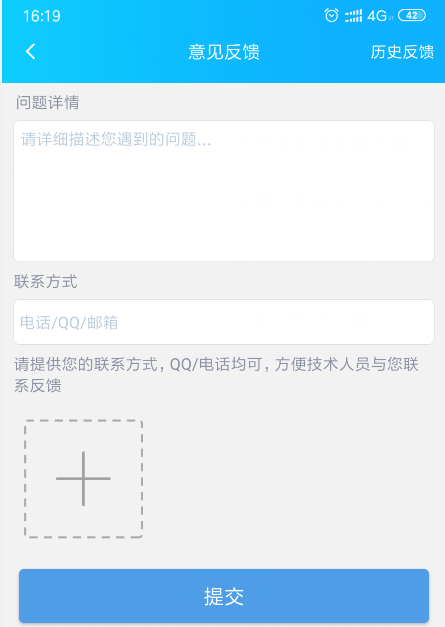 16:19
4G
42
意见反馈
历史反馈
问题详情
请详细描述您遇到的问题...
联系方式
电话/QQ/邮箱
请提供您的联系方式，QQ/电话均可，方便技术人员与您联
系反馈
提交